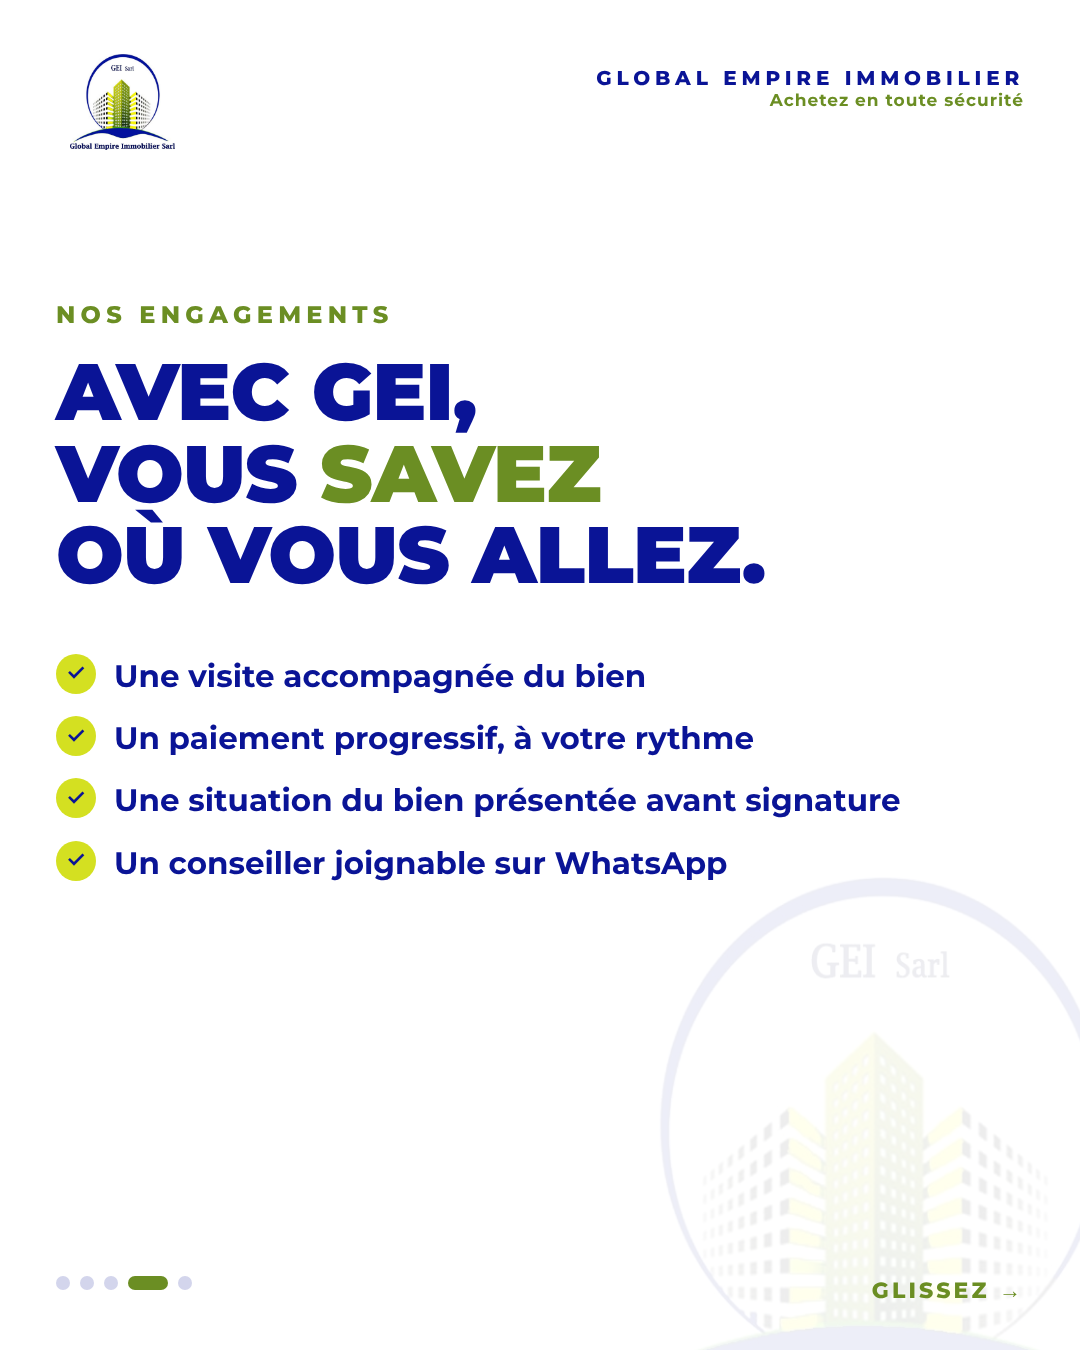 GEI Sarl
Global Empire Immobilier Sarl
GLOBAL EMPIRE IMMOBILIER
Achetez en toute sécurité
NOS ENGAGEMENTS
AVEC GEI,
VOUS SAVEZ
OÙ VOUS ALLEZ.
Une visite accompagnée du bien
Un paiement progressif, à votre rythme
Une situation du bien présentée avant signature
Un conseiller joignable sur WhatsApp
GEI Sarl
GLISSEZ →